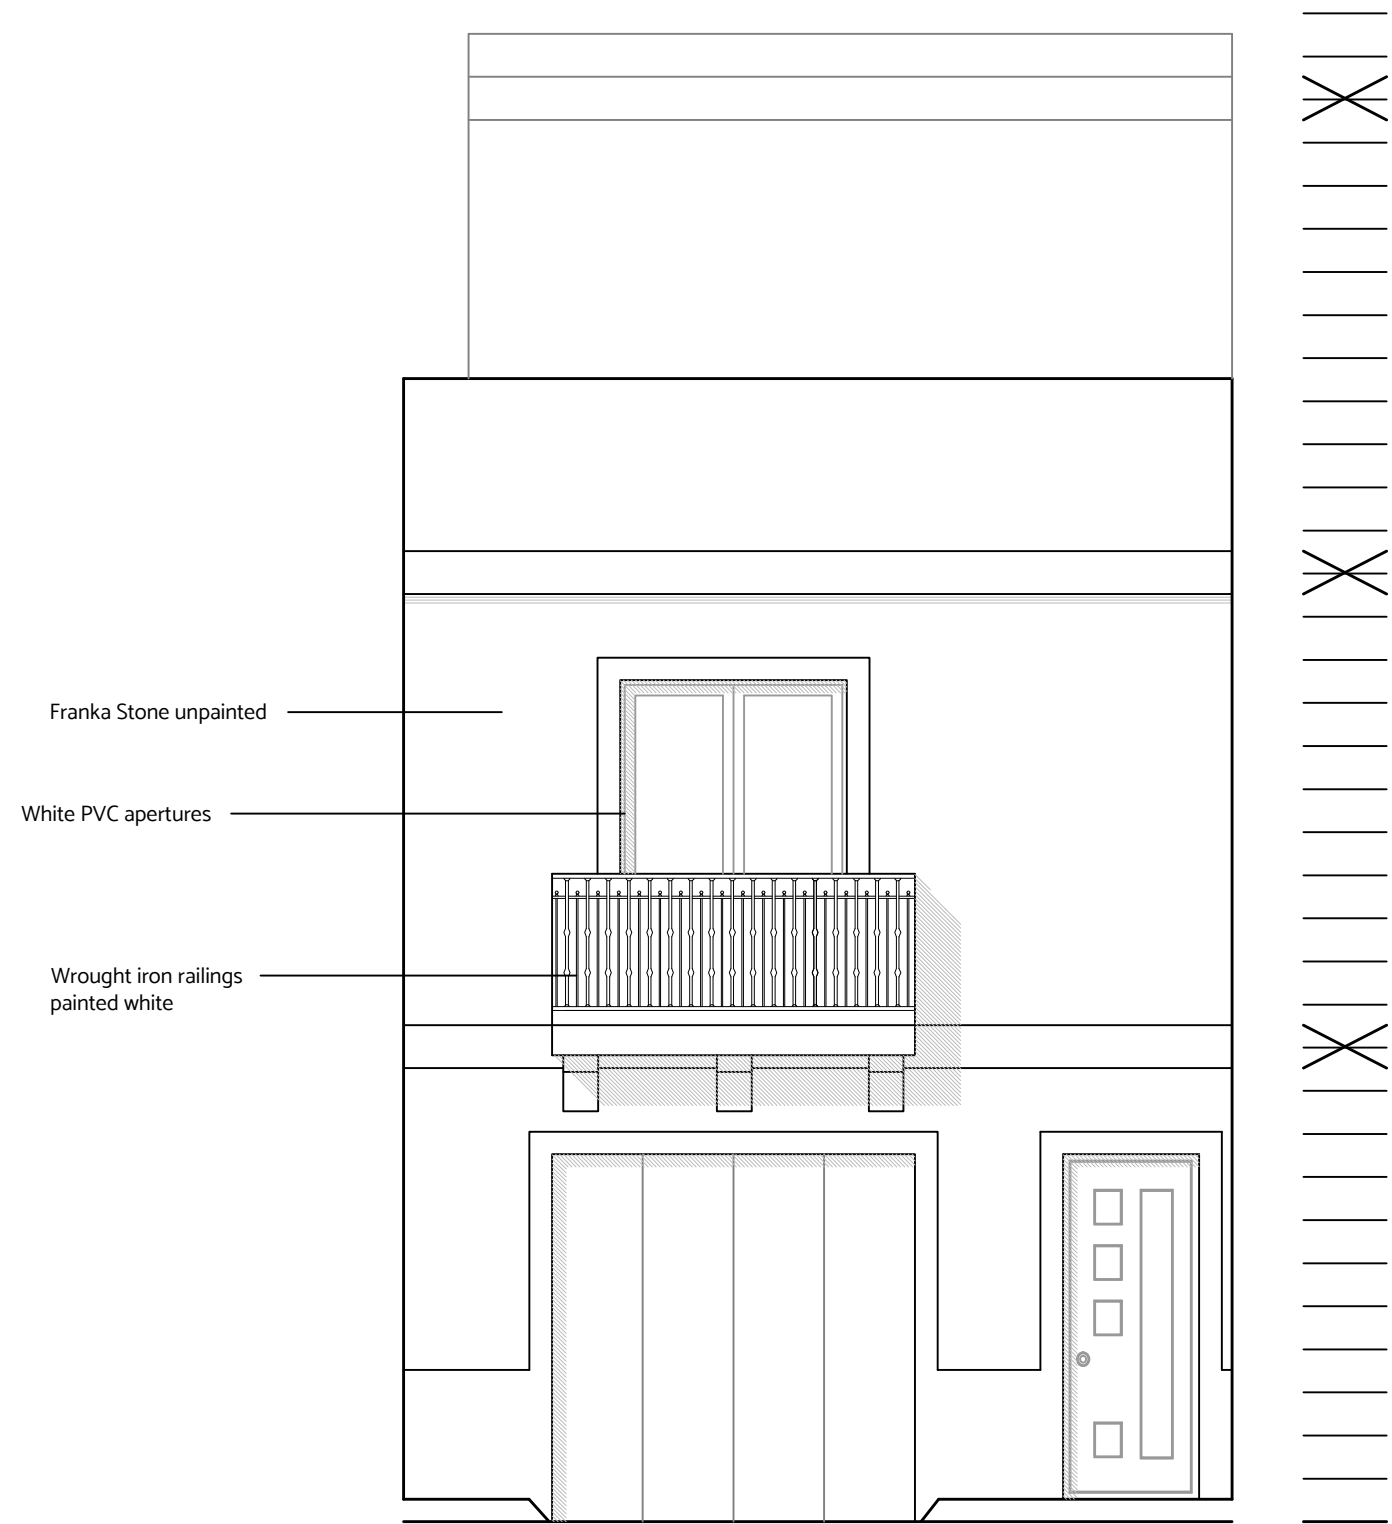 Franka Stone unpainted
White PVC apertures
Wrought iron railings
painted white